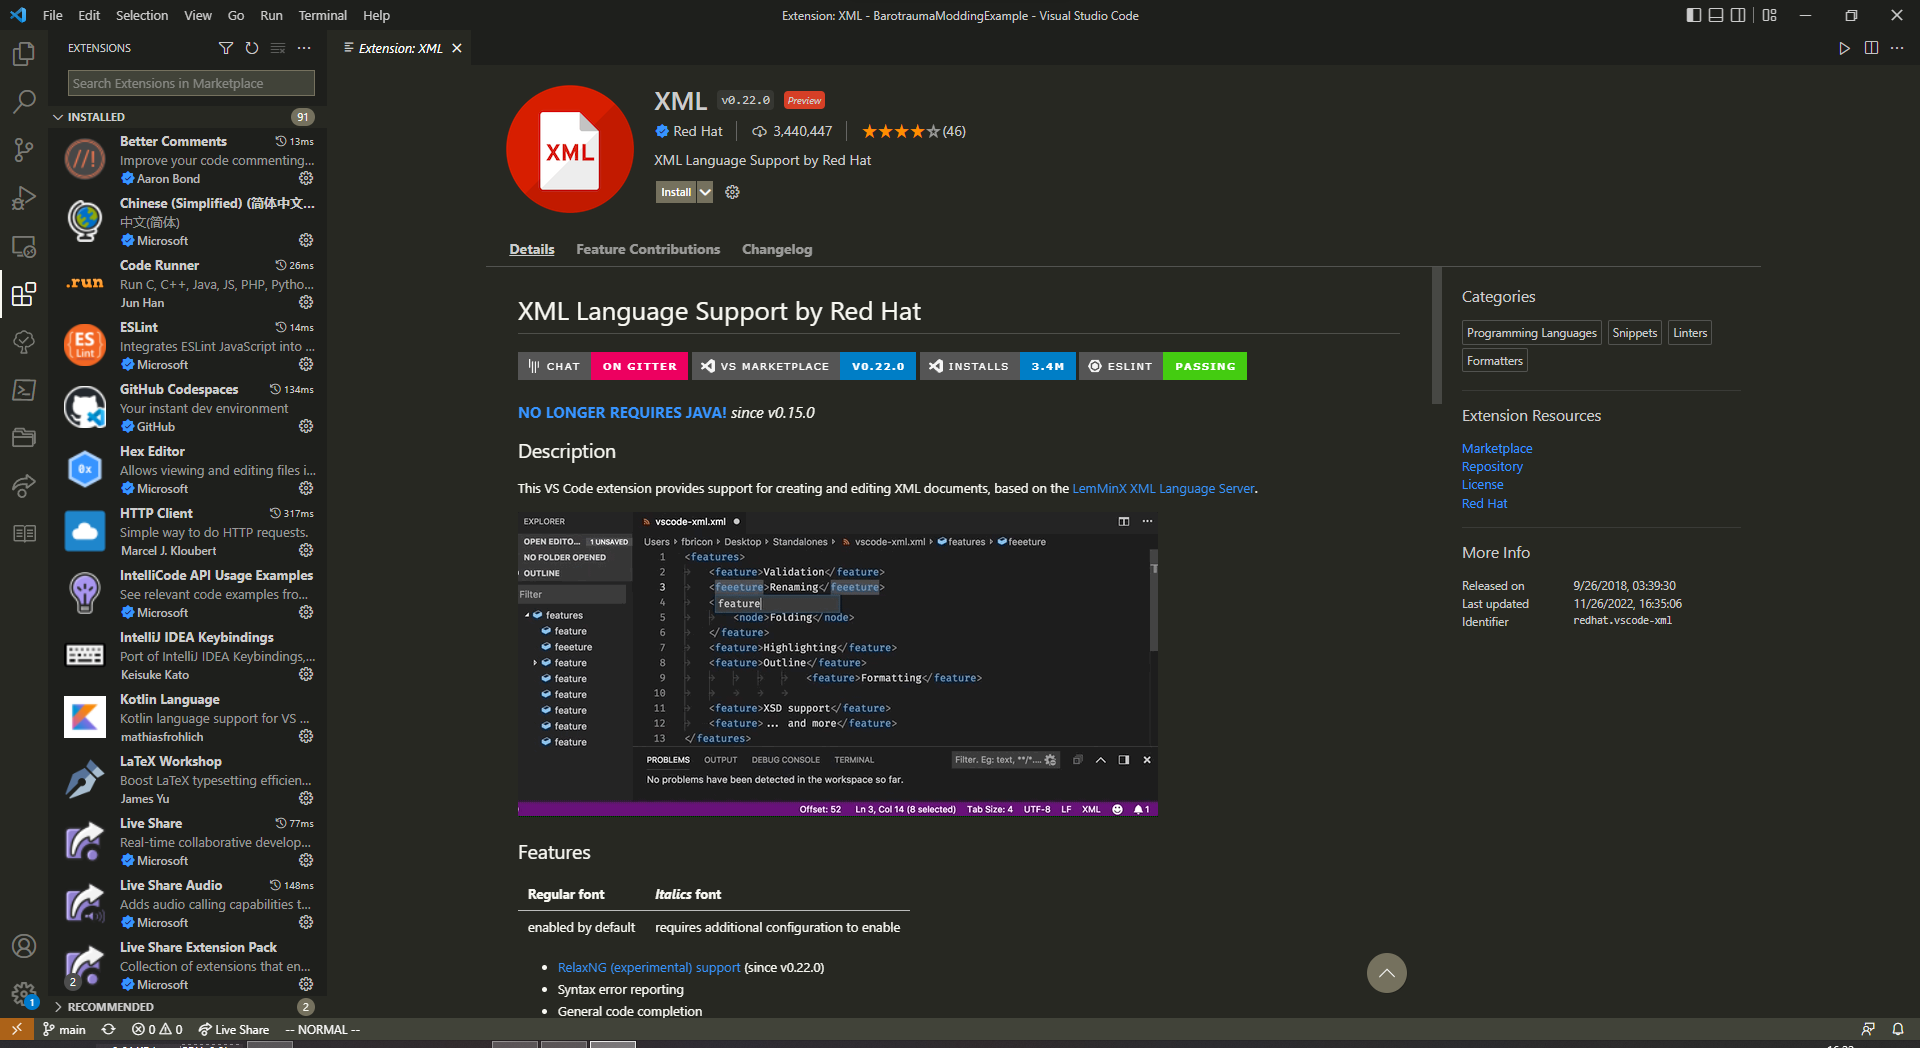 File Edit Selection View Go Run Terminal Help
Extension: XML - BarotraumaModdingExample - Visual Studio Code
EXTENSIONS
Search Extensions in Marketplace
INSTALLED 91
Better Comments 13ms
Improve your code commenting...
Aaron Bond
Chinese (Simplified) (简体中文...
中文(简体)
Microsoft
.run
Code Runner 26ms
Run C, C++, Java, JS, PHP, Pytho...
Jun Han
ES
Lint
ESLint 14ms
Integrates ESLint JavaScript into ...
Microsoft
GitHub Codespaces 134ms
Your instant dev environment
GitHub
0x
Hex Editor
Allows viewing and editing files i...
Microsoft
HTTP Client 317ms
Simple way to do HTTP requests.
Marcel J. Kloubert
IntelliCode API Usage Examples
See relevant code examples fro...
Microsoft
IntelliJ IDEA Keybindings
Port of IntelliJ IDEA Keybindings,...
Keisuke Kato
Kotlin Language
Kotlin language support for VS ...
mathiasfrohlich
LaTeX Workshop
Boost LaTeX typesetting efficien...
James Yu
Live Share 77ms
Real-time collaborative develop...
Microsoft
Live Share Audio 148ms
Adds audio calling capabilities t...
Microsoft
2
Live Share Extension Pack
Collection of extensions that en...
Microsoft
RECOMMENDED 2
1
Extension: XML
XML
XML v0.22.0 Preview
Red Hat 3,440,447 (46)
XML Language Support by Red Hat
Install
Details Feature Contributions Changelog
XML Language Support by Red Hat
CHAT ON GITTER VS MARKETPLACE V0.22.0 INSTALLS 3.4M ESLINT PASSING
NO LONGER REQUIRES JAVA! since v0.15.0
Description
This VS Code extension provides support for creating and editing XML documents, based on the LemMinX XML Language Server.
EXPLORER
OPEN EDITO... 1 UNSAVED
NO FOLDER OPENED
OUTLINE
Filter
features
feature
feeeture
feature
feature
feature
feature
feature
feature
vscode-xml.xml
Users › fbricon › Desktop › Standalones › vscode-xml.xml › features › feeeture
1 <features>
2 <feature>Validation</feature>
3 <feeeture>Renaming</feeeture>
4 < feature
5 <node>Folding</node>
6 </feature>
7 <feature>Highlighting</feature>
8 <feature>Outline</feature>
9 <feature>Formatting</feature>
10
11 <feature>XSD support</feature>
12 <feature>... and more</feature>
13 </features>
PROBLEMS OUTPUT DEBUG CONSOLE TERMINAL Filter. Eg: text, **/*....
No problems have been detected in the workspace so far.
Offset: 52 Ln 3, Col 14 (8 selected) Tab Size: 4 UTF-8 LF XML 1
Features
Regular font Italics font
enabled by default requires additional configuration to enable
• RelaxNG (experimental) support (since v0.22.0)
• Syntax error reporting
• General code completion
Categories
Programming Languages Snippets Linters
Formatters
Extension Resources
Marketplace
Repository
License
Red Hat
More Info
Released on 9/26/2018, 03:39:30
Last updated 11/26/2022, 16:35:06
Identifier redhat.vscode-xml
main 0 0 Live Share -- NORMAL --